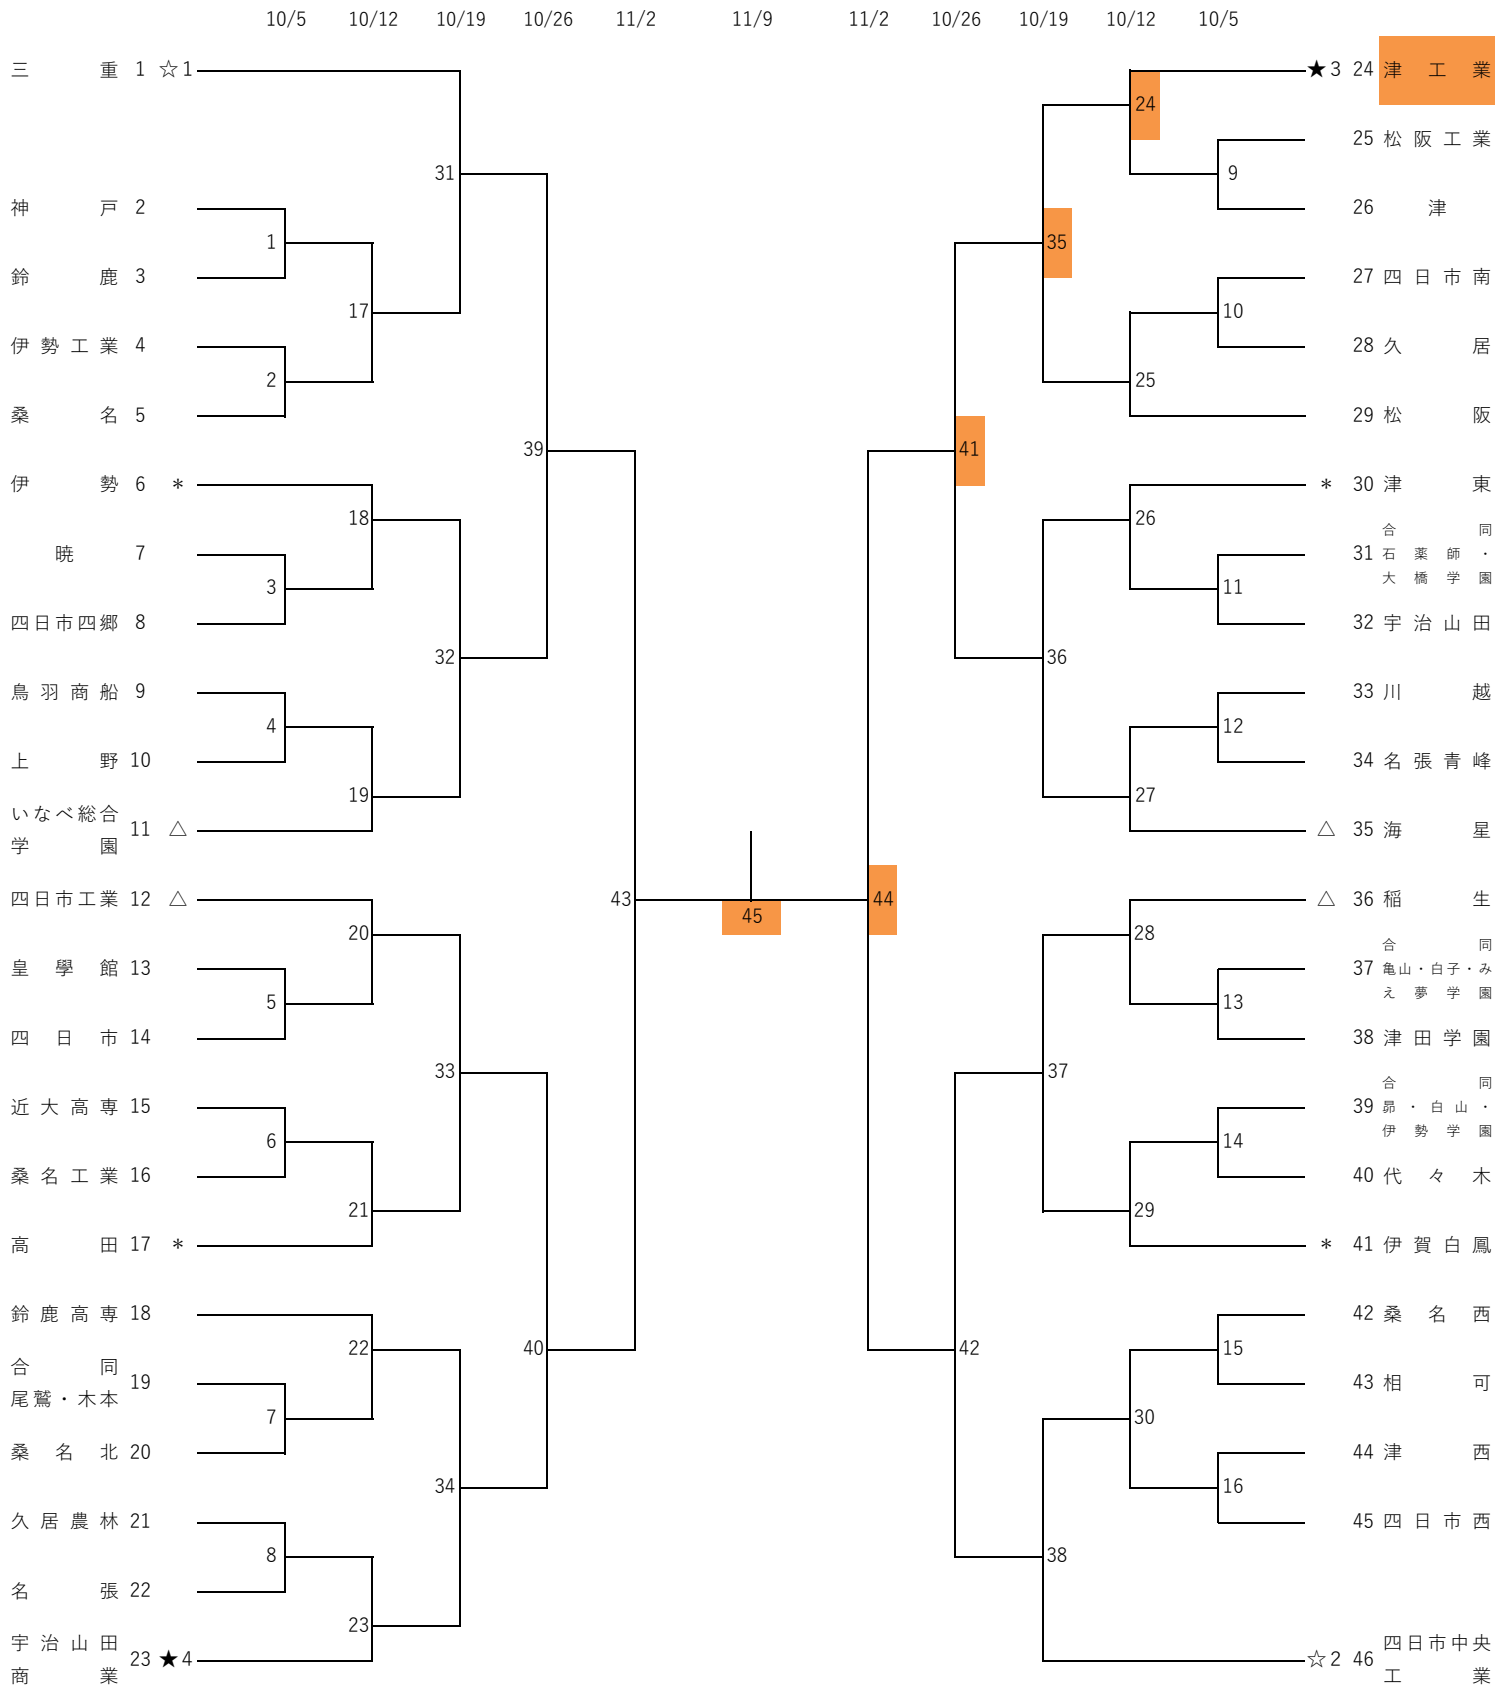 10/5 10/12 10/19 10/26 11/2 11/9 11/2 10/26 10/19 10/12 10/5
三重 1 ☆1
神戸 2
鈴鹿 3
伊勢工業 4
桑名 5
伊勢 6 *
暁 7
四日市四郷 8
鳥羽商船 9
上野 10
いなべ総合
学園 11 △
四日市工業 12 △
皇學館 13
四日市 14
近大高専 15
桑名工業 16
高田 17 *
鈴鹿高専 18
合同
尾鷲・木本 19
桑名北 20
久居農林 21
名張 22
宇治山田
商業 23 ★4
1
2
3
4
5
6
7
8
17
18
19
20
21
22
23
31
32
33
34
39
40
43
45
44
41
42
35
36
37
38
24
25
26
27
28
29
30
9
10
11
12
13
14
15
16
★3 24 津工業
25 松阪工業
26 津
27 四日市南
28 久居
29 松阪
* 30 津東
合同
31 石薬師・
大橋学園
32 宇治山田
33 川越
34 名張青峰
△ 35 海星
△ 36 稲生
合同
37 亀山・白子・み
え夢学園
38 津田学園
合同
39 昴・白山・
伊勢学園
40 代々木
* 41 伊賀白鳳
42 桑名西
43 相可
44 津西
45 四日市西
☆2 46 四日市中央
工業